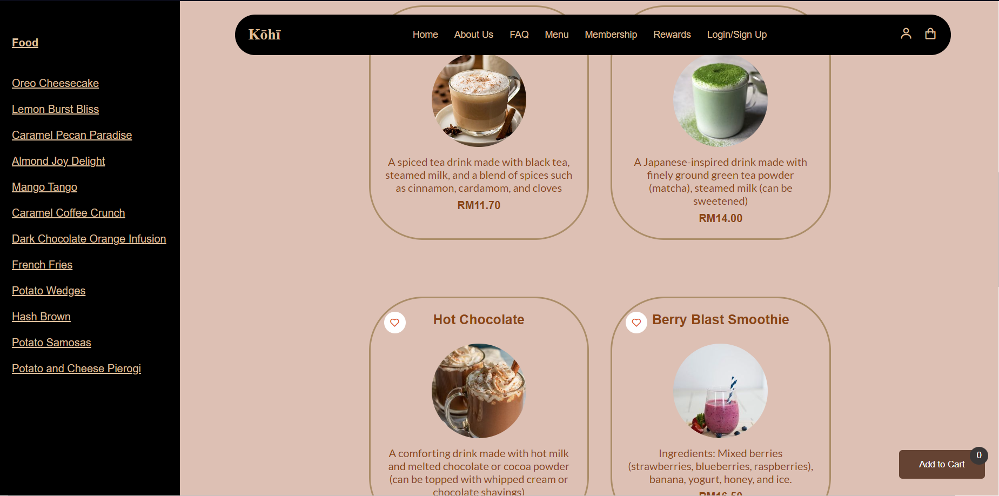 Food
Oreo Cheesecake
Lemon Burst Bliss
Caramel Pecan Paradise
Almond Joy Delight
Mango Tango
Caramel Coffee Crunch
Dark Chocolate Orange Infusion
French Fries
Potato Wedges
Hash Brown
Potato Samosas
Potato and Cheese Pierogi
Kōhī
Home
About Us
FAQ
Menu
Membership
Rewards
Login/Sign Up
A spiced tea drink made with black tea,
steamed milk, and a blend of spices such
as cinnamon, cardamom, and cloves
RM11.70
A Japanese-inspired drink made with
finely ground green tea powder
(matcha), steamed milk (can be
sweetened)
RM14.00
Hot Chocolate
A comforting drink made with hot milk
and melted chocolate or cocoa powder
(can be topped with whipped cream or
chocolate shavings)
Berry Blast Smoothie
Ingredients: Mixed berries
(strawberries, blueberries, raspberries),
banana, yogurt, honey, and ice.
RM16.50
Add to Cart
0